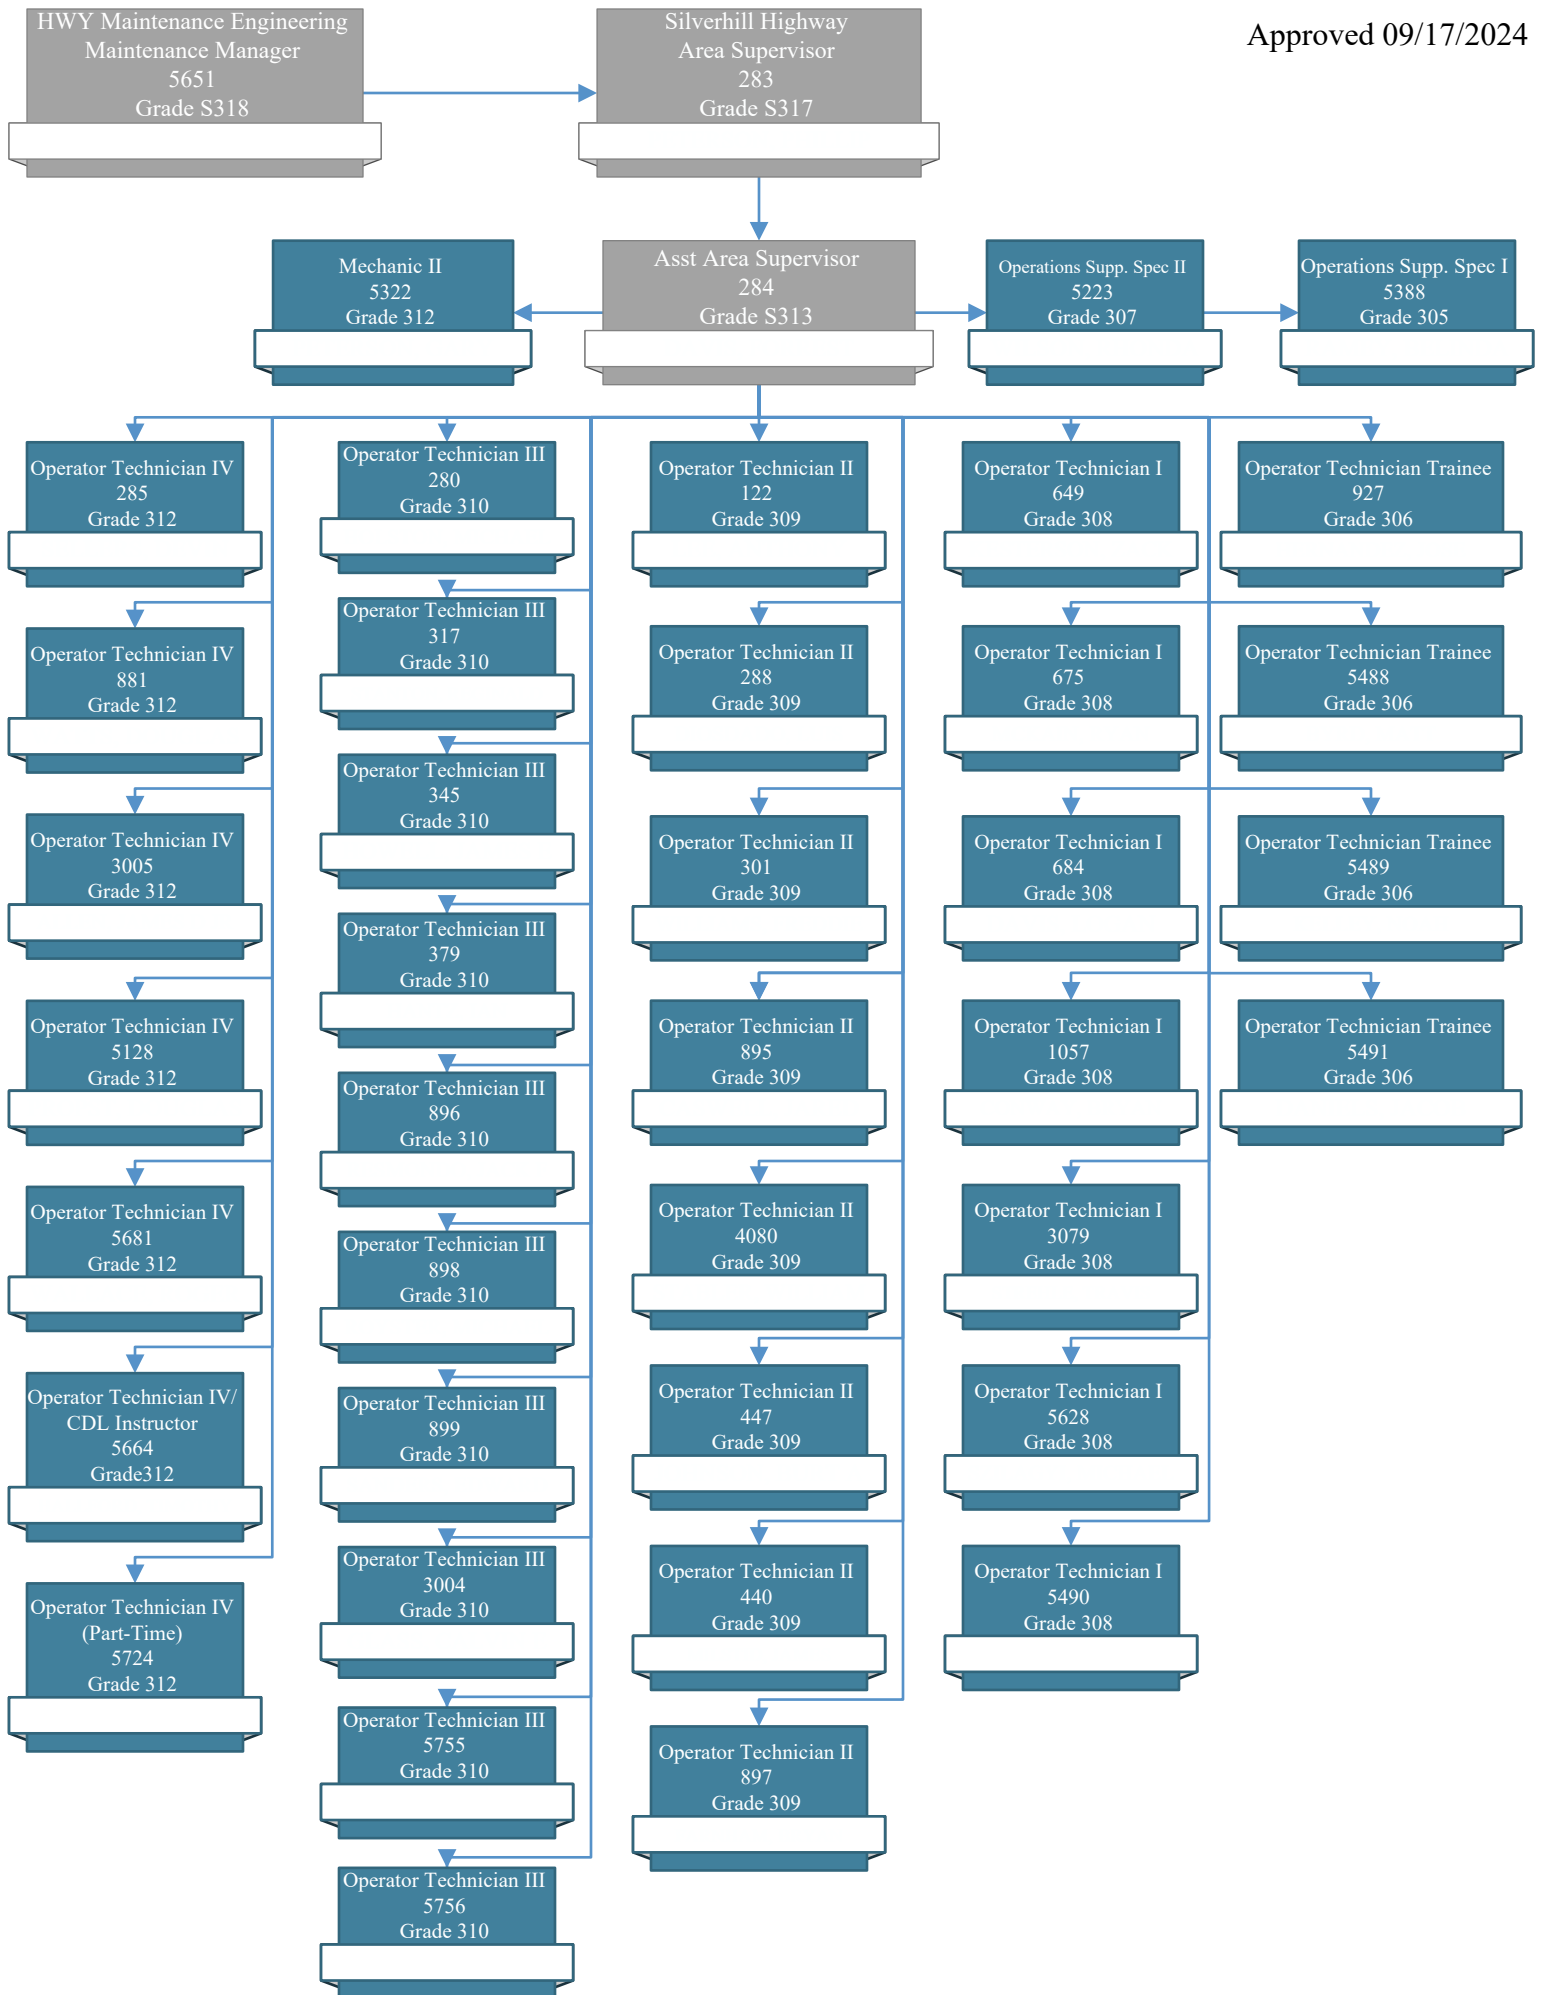 HWY Maintenance Engineering
Maintenance Manager
5651
Grade S318
Silverhill Highway
Area Supervisor
283
Grade S317
Approved 09/17/2024
Mechanic II
5322
Grade 312
Asst Area Supervisor
284
Grade S313
Operations Supp. Spec II
5223
Grade 307
Operations Supp. Spec I
5388
Grade 305
Operator Technician IV
285
Grade 312
Operator Technician IV
881
Grade 312
Operator Technician IV
3005
Grade 312
Operator Technician IV
5128
Grade 312
Operator Technician IV
5681
Grade 312
Operator Technician IV/
CDL Instructor
5664
Grade312
Operator Technician IV
(Part-Time)
5724
Grade 312
Operator Technician III
280
Grade 310
Operator Technician III
317
Grade 310
Operator Technician III
345
Grade 310
Operator Technician III
379
Grade 310
Operator Technician III
896
Grade 310
Operator Technician III
898
Grade 310
Operator Technician III
899
Grade 310
Operator Technician III
3004
Grade 310
Operator Technician III
5755
Grade 310
Operator Technician III
5756
Grade 310
Operator Technician II
122
Grade 309
Operator Technician II
288
Grade 309
Operator Technician II
301
Grade 309
Operator Technician II
895
Grade 309
Operator Technician II
4080
Grade 309
Operator Technician II
447
Grade 309
Operator Technician II
440
Grade 309
Operator Technician II
897
Grade 309
Operator Technician I
649
Grade 308
Operator Technician I
675
Grade 308
Operator Technician I
684
Grade 308
Operator Technician I
1057
Grade 308
Operator Technician I
3079
Grade 308
Operator Technician I
5628
Grade 308
Operator Technician I
5490
Grade 308
Operator Technician Trainee
927
Grade 306
Operator Technician Trainee
5488
Grade 306
Operator Technician Trainee
5489
Grade 306
Operator Technician Trainee
5491
Grade 306